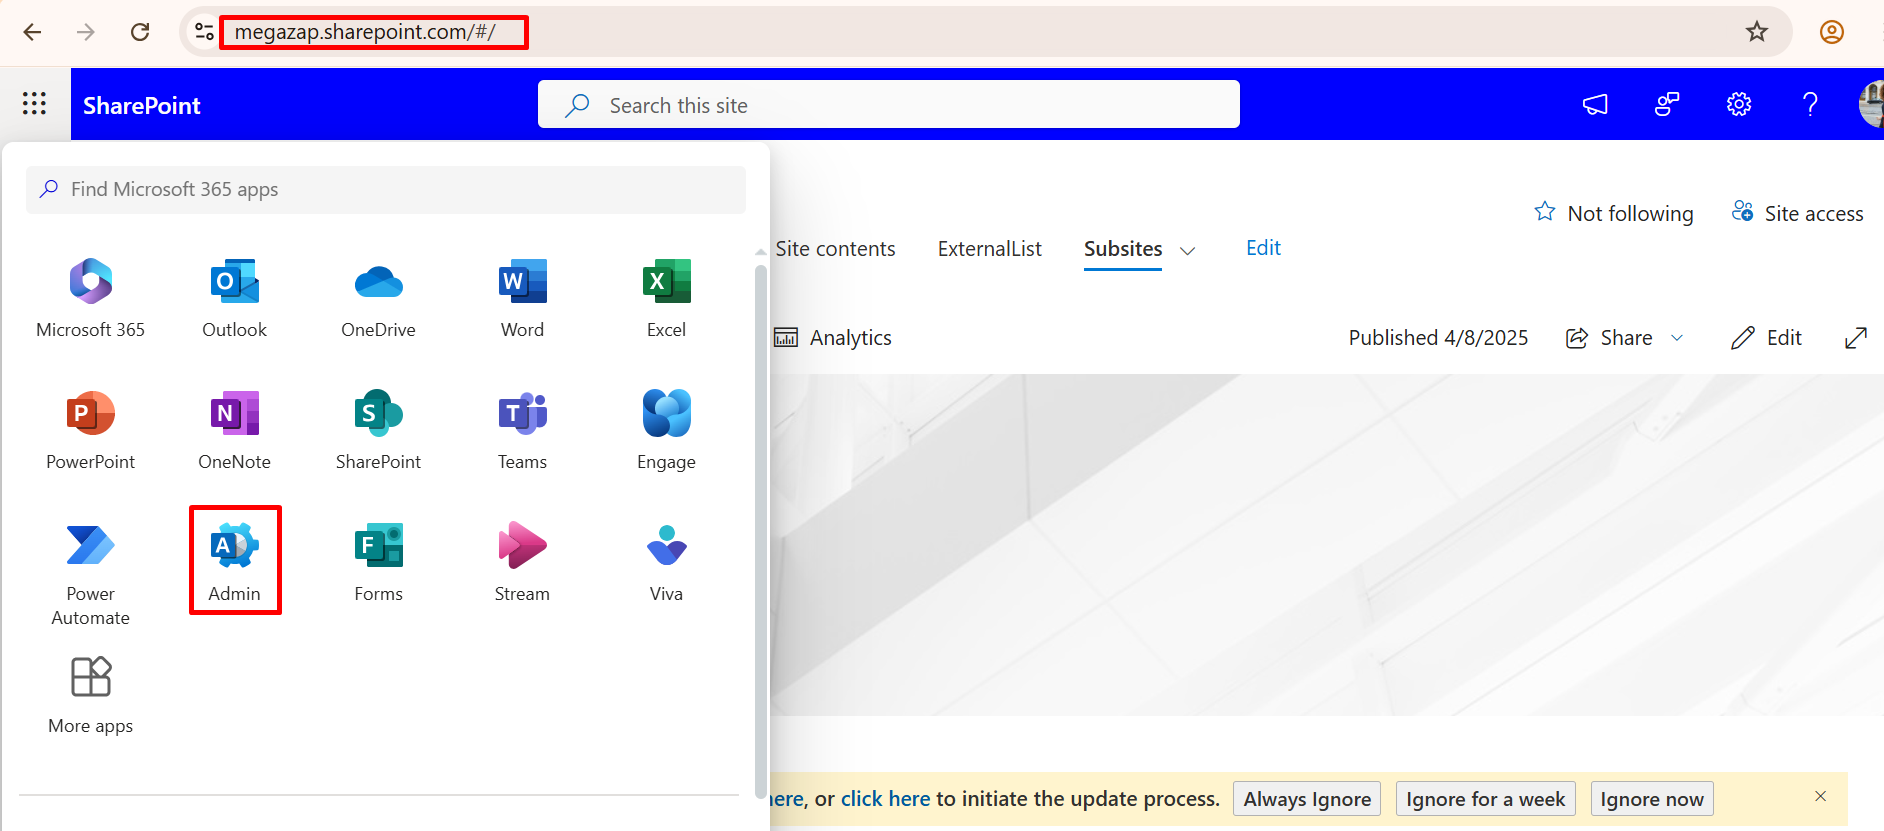 megazap.sharepoint.com/#/
SharePoint
Search this site
Find Microsoft 365 apps
Not following
Site access
Site contents
ExternalList
Subsites
Edit
Microsoft 365
Outlook
OneDrive
Word
Excel
Analytics
Published 4/8/2025
Share
Edit
PowerPoint
OneNote
SharePoint
Teams
Engage
Power
Automate
Admin
Forms
Stream
Viva
More apps
, or click here to initiate the update process.
Always Ignore
Ignore for a week
Ignore now